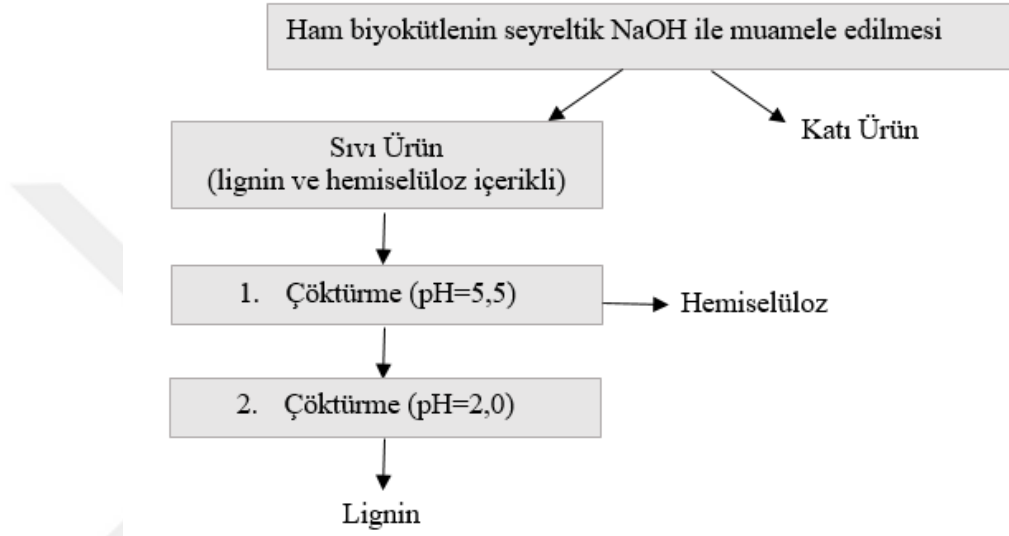 Ham biyokütlenin seyreltik NaOH ile muamele edilmesi
Katı Ürün
Sıvı Ürün
(lignin ve hemiselüloz içerikli)
1. Çöktürme (pH=5,5)
Hemiselüloz
2. Çöktürme (pH=2,0)
Lignin